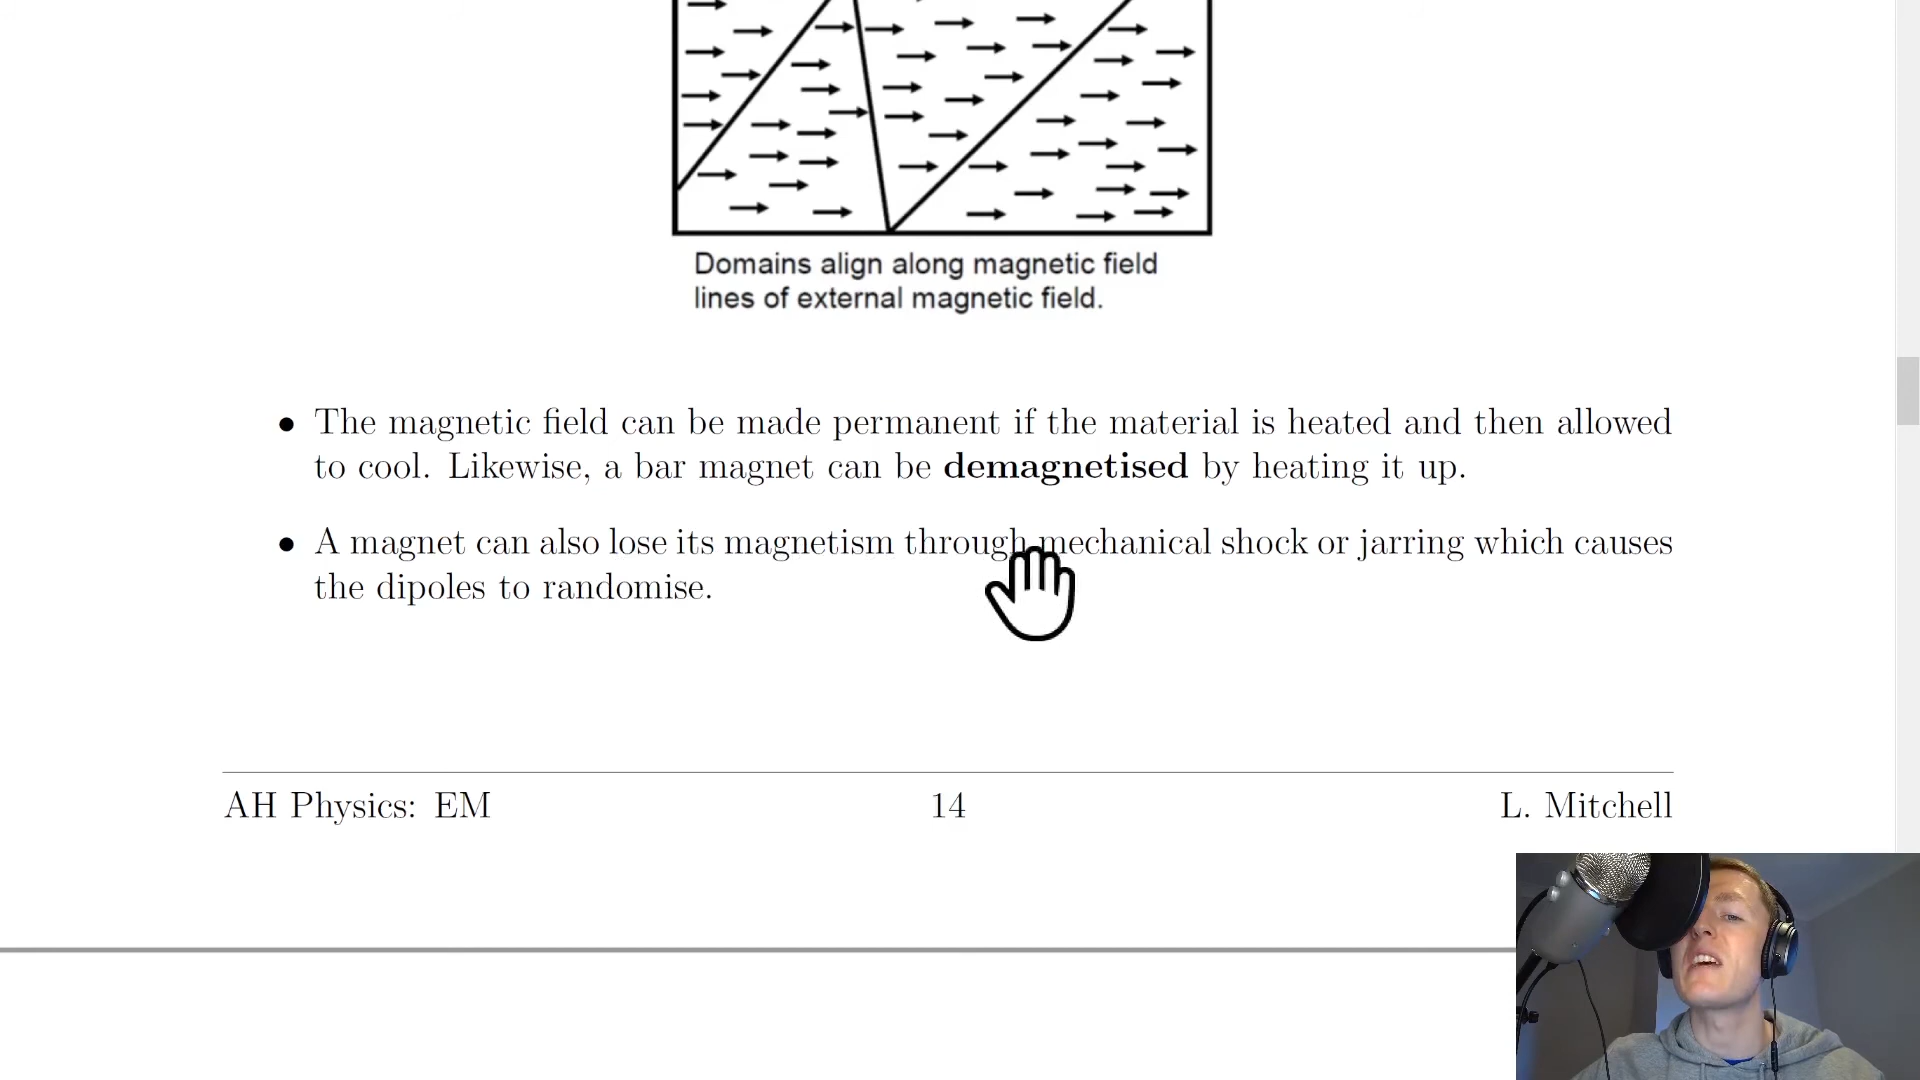 Domains align along magnetic field
lines of external magnetic field.
• The magnetic field can be made permanent if the material is heated and then allowed
to cool. Likewise, a bar magnet can be demagnetised by heating it up.
• A magnet can also lose its magnetism through mechanical shock or jarring which causes
the dipoles to randomise.
AH Physics: EM 14 L. Mitchell